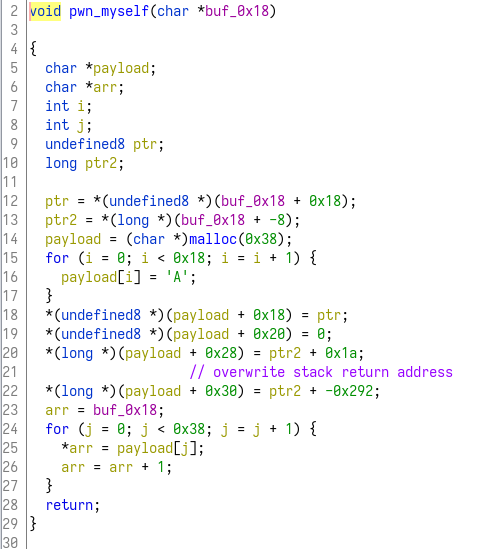 2 void pwn_myself(char *buf_0x18)
3
4 {
5 char *payload;
6 char *arr;
7 int i;
8 int j;
9 undefined8 ptr;
10 long ptr2;
11
12 ptr = *(undefined8 *)(buf_0x18 + 0x18);
13 ptr2 = *(long *)(buf_0x18 + -8);
14 payload = (char *)malloc(0x38);
15 for (i = 0; i < 0x18; i = i + 1) {
16 payload[i] = 'A';
17 }
18 *(undefined8 *)(payload + 0x18) = ptr;
19 *(undefined8 *)(payload + 0x20) = 0;
20 *(long *)(payload + 0x28) = ptr2 + 0x1a;
21 // overwrite stack return address
22 *(long *)(payload + 0x30) = ptr2 + -0x292;
23 arr = buf_0x18;
24 for (j = 0; j < 0x38; j = j + 1) {
25 *arr = payload[j];
26 arr = arr + 1;
27 }
28 return;
29 }
30